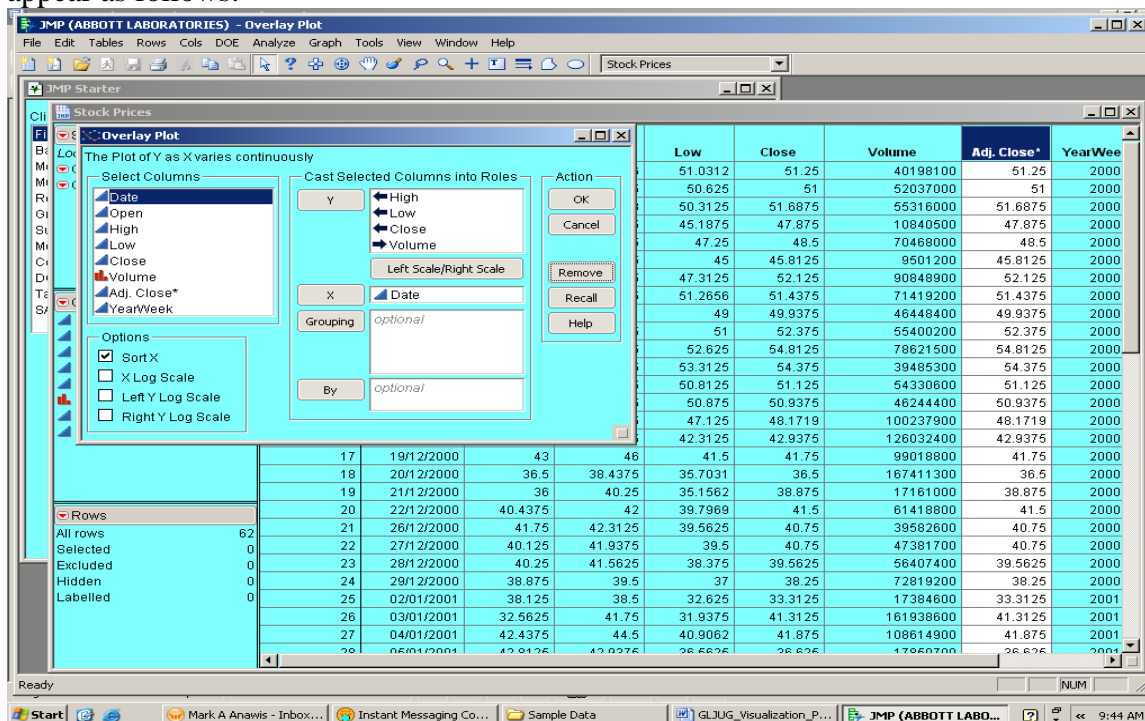 appear as follows:
JMP (ABBOTT LABORATORIES) - Overlay Plot
File Edit Tables Rows Cols DOE Analyze Graph Tools View Window Help
Stock Prices
JMP Starter
Stock Prices
Overlay Plot
The Plot of Y as X varies continuously
Select Columns
Date
Open
High
Low
Close
Volume
Adj. Close*
YearWeek
Options
Sort X
X Log Scale
Left Y Log Scale
Right Y Log Scale
Cast Selected Columns into Roles
Y
High
Low
Close
Volume
Left Scale/Right Scale
X Date
Grouping optional
By optional
Action
OK
Cancel
Remove
Recall
Help
Low Close Volume Adj. Close* YearWee
51.0312 51.25 40198100 51.25 2000
50.625 51 52037000 51 2000
50.3125 51.6875 55316000 51.6875 2000
45.1875 47.875 10840500 47.875 2000
47.25 48.5 70468000 48.5 2000
45 45.8125 9501200 45.8125 2000
47.3125 52.125 90848900 52.125 2000
51.2656 51.4375 71419200 51.4375 2000
49 49.9375 46448400 49.9375 2000
51 52.375 55400200 52.375 2000
52.625 54.8125 78621500 54.8125 2000
53.3125 54.375 39485300 54.375 2000
50.8125 51.125 54330600 51.125 2000
50.875 50.9375 46244400 50.9375 2000
47.125 48.1719 100237900 48.1719 2000
42.3125 42.9375 126032400 42.9375 2000
17 19/12/2000 43 46 41.5 41.75 99018800 41.75 2000
18 20/12/2000 36.5 38.4375 35.7031 36.5 167411300 36.5 2000
19 21/12/2000 36 40.25 35.1562 38.875 17161000 38.875 2000
20 22/12/2000 40.4375 42 39.7969 41.5 61418800 41.5 2000
21 26/12/2000 41.75 42.3125 39.5625 40.75 39582600 40.75 2000
22 27/12/2000 40.125 41.9375 39.5 40.75 47381700 40.75 2000
23 28/12/2000 40.25 41.5625 38.375 39.5625 56407400 39.5625 2000
24 29/12/2000 38.875 39.5 37 38.25 72819200 38.25 2000
25 02/01/2001 38.125 38.5 32.625 33.3125 17384600 33.3125 2001
26 03/01/2001 32.5625 41.75 31.9375 41.3125 161938600 41.3125 2001
27 04/01/2001 42.4375 44.5 40.9062 41.875 108614900 41.875 2001
Rows
All rows 62
Selected 0
Excluded 0
Hidden 0
Labelled 0
Ready
NUM
Start
Mark A Anawis - Inbox...
Instant Messaging Co...
Sample Data
GLJUG_Visualization_P...
JMP (ABBOTT LABO...
9:44 AM